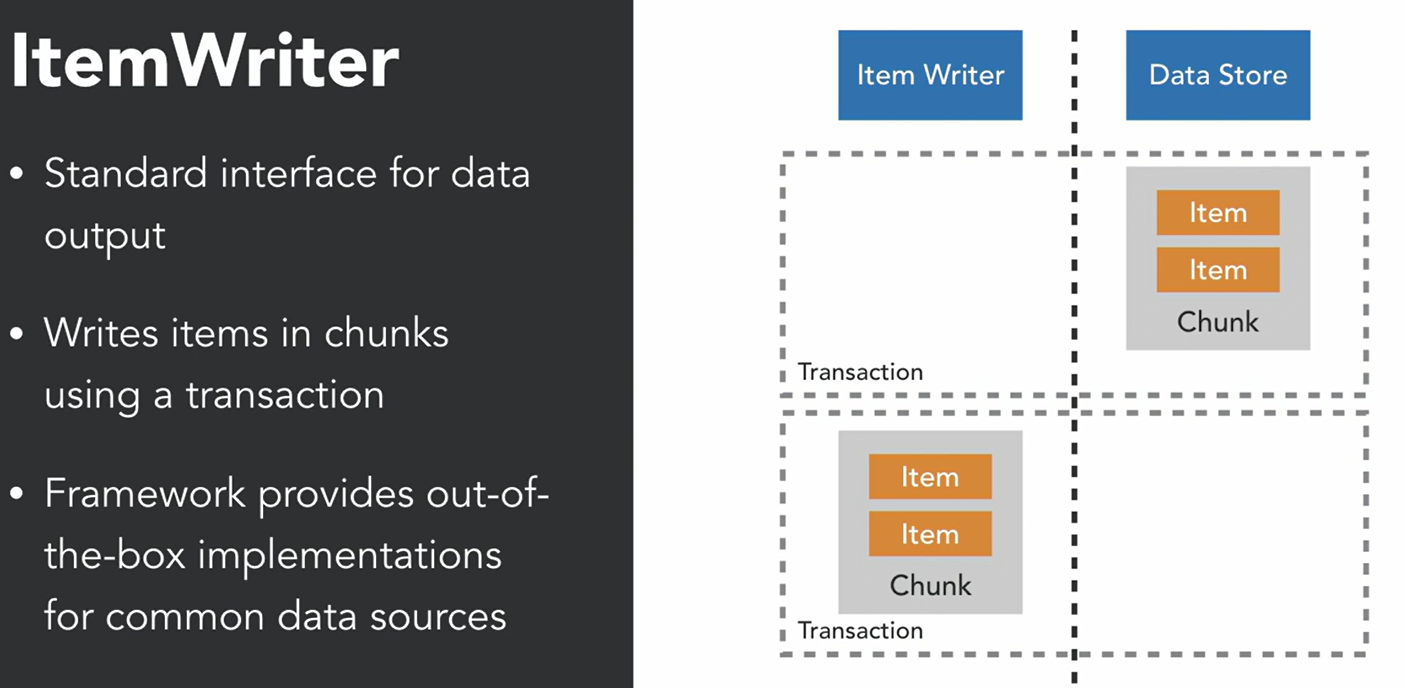 ItemWriter
• Standard interface for data
output
• Writes items in chunks
using a transaction
• Framework provides out-of-
the-box implementations
for common data sources
Item Writer
Data Store
Item
Item
Chunk
Transaction
Item
Item
Chunk
Transaction